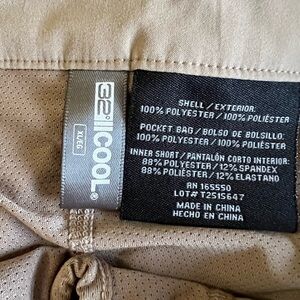 32° COOL
XL/EG
SHELL / EXTERIOR:
100% POLYESTER / 100% POLIÉSTER
POCKET BAG / BOLSO DE BOLSILLO:
100% POLYESTER / 100% POLIÉSTER
INNER SHORT / PANTALÓN CORTO INTERIOR:
88% POLYESTER / 12% SPANDEX
88% POLIÉSTER / 12% ELASTANO
RN 165550
LOT# T2515647
MADE IN CHINA
HECHO EN CHINA